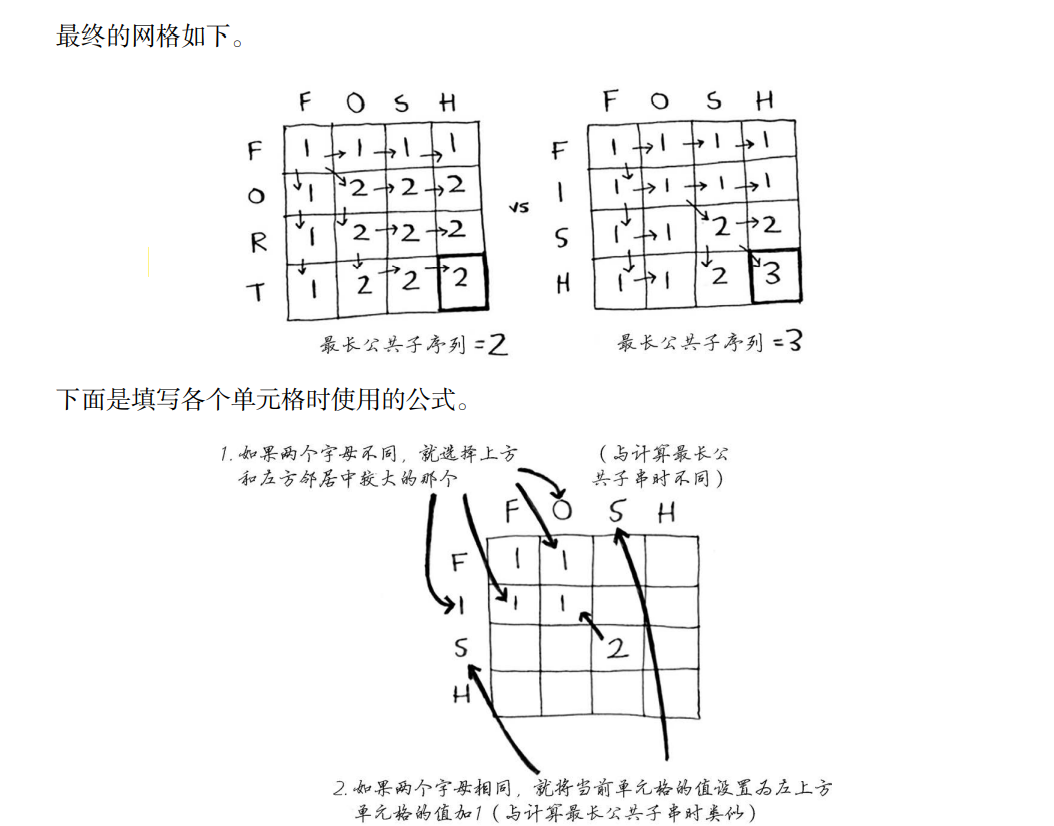 最终的网格如下。
F O S H
F 1 1 1 1
O 1 2 2 2
R 1 2 2 2
T 1 2 2 2
最长公共子序列 = 2
vs
F O S H
F 1 1 1 1
I 1 1 1 1
S 1 1 2 2
H 1 1 2 3
最长公共子序列 = 3
下面是填写各个单元格时使用的公式。
1. 如果两个字母不同，就选择上方
和左方邻居中较大的那个
（与计算最长公
共子串时不同）
F O S H
F 1 1
I 1 1
S 2
H
2. 如果两个字母相同，就将当前单元格的值设置为左上方
单元格的值加1（与计算最长公共子串时类似）